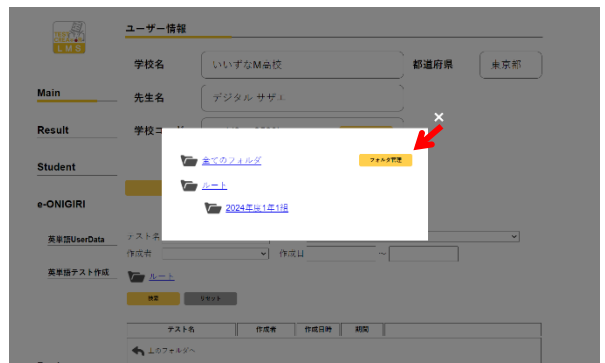 LMS
ユーザー情報
学校名
いいずなM高校
都道府県
東京都
Main
先生名
デジタル サザエ
Result
学校コード
Student
全てのフォルダ
フォルダ管理
ルート
2024年度1年1組
e-ONIGIRI
英単語UserData
テスト名
作成者
作成日
~
英単語テスト作成
ルート
検索
リセット
テスト名
作成者
作成日時
期間
上のフォルダへ